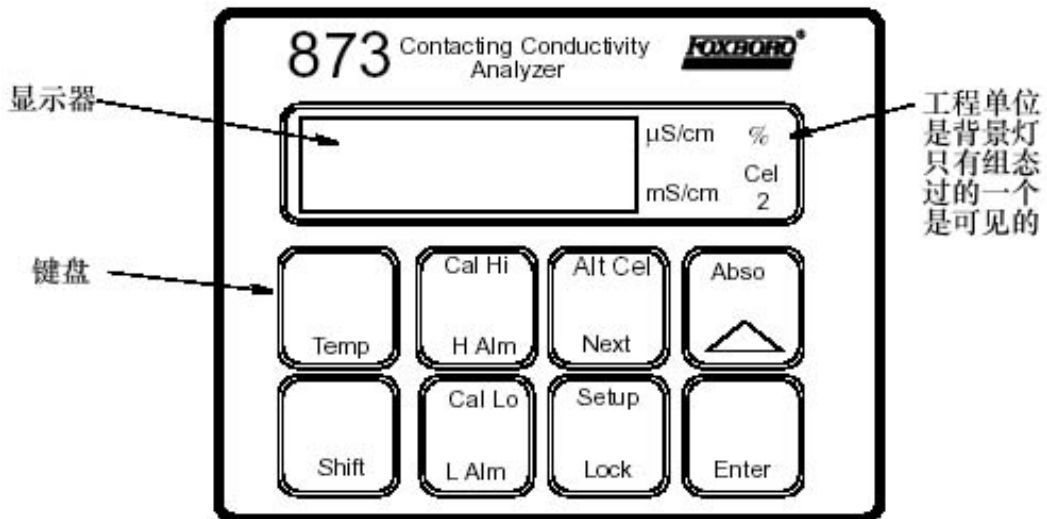 873 Contacting Conductivity
Analyzer
FOXBORO®
显示器
μS/cm %
mS/cm Cel
2
工程单位
是背景灯
只有组态
过的一个
是可见的
键盘
Cal Hi
Alt Cel
Abso
Temp
H Alm
Next
Cal Lo
Setup
Shift
L Alm
Lock
Enter